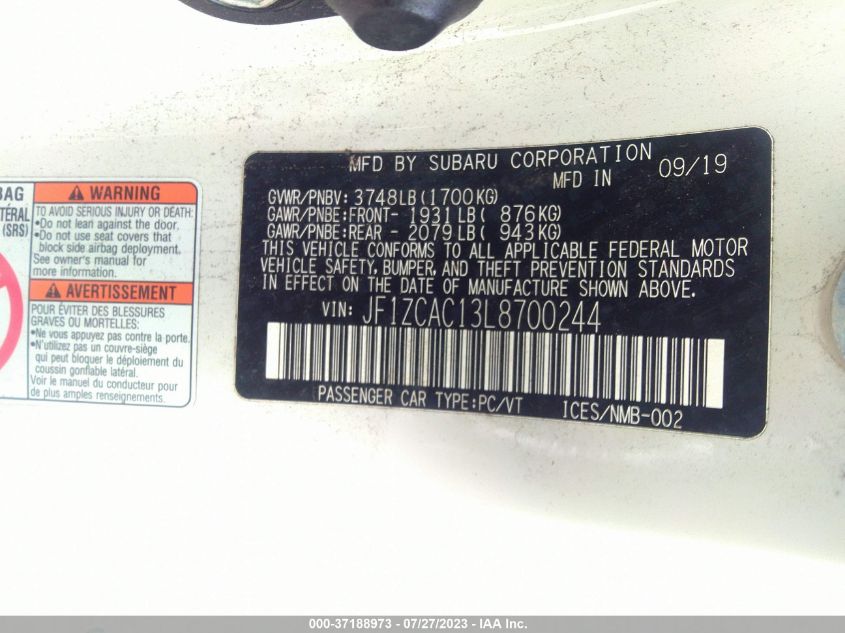 BAG
LATÉRAL
(SRS)
WARNING
TO AVOID SERIOUS INJURY OR DEATH:
•Do not lean against the door.
•Do not use seat covers that
block side airbag deployment.
See owner's manual for
more information.
AVERTISSEMENT
POUR ÉVITER DES BLESSURES
GRAVES OU MORTELLES:
•Ne vous appuyez pas contre la porte.
•N'utilizes pas un couvre-siège
qui peut bloquer le déploiement du
coussin gonflable latéral.
Voir le manuel du conducteur pour
de plus amples renseignements.
MFD BY SUBARU CORPORATION
MFD IN 09/19
GVWR/PNBV: 3748LB(1700KG)
GAWR/PNBE:FRONT- 1931LB( 876KG)
GAWR/PNBE:REAR - 2079LB( 943KG)
THIS VEHICLE CONFORMS TO ALL APPLICABLE FEDERAL MOTOR
VEHICLE SAFETY, BUMPER, AND THEFT PREVENTION STANDARDS
IN EFFECT ON THE DATE OF MANUFACTURE SHOWN ABOVE.
VIN: JF1ZCAC13L8700244
PASSENGER CAR TYPE:PC/VT ICES/NMB-002
000-37188973 - 07/27/2023 - IAA Inc.